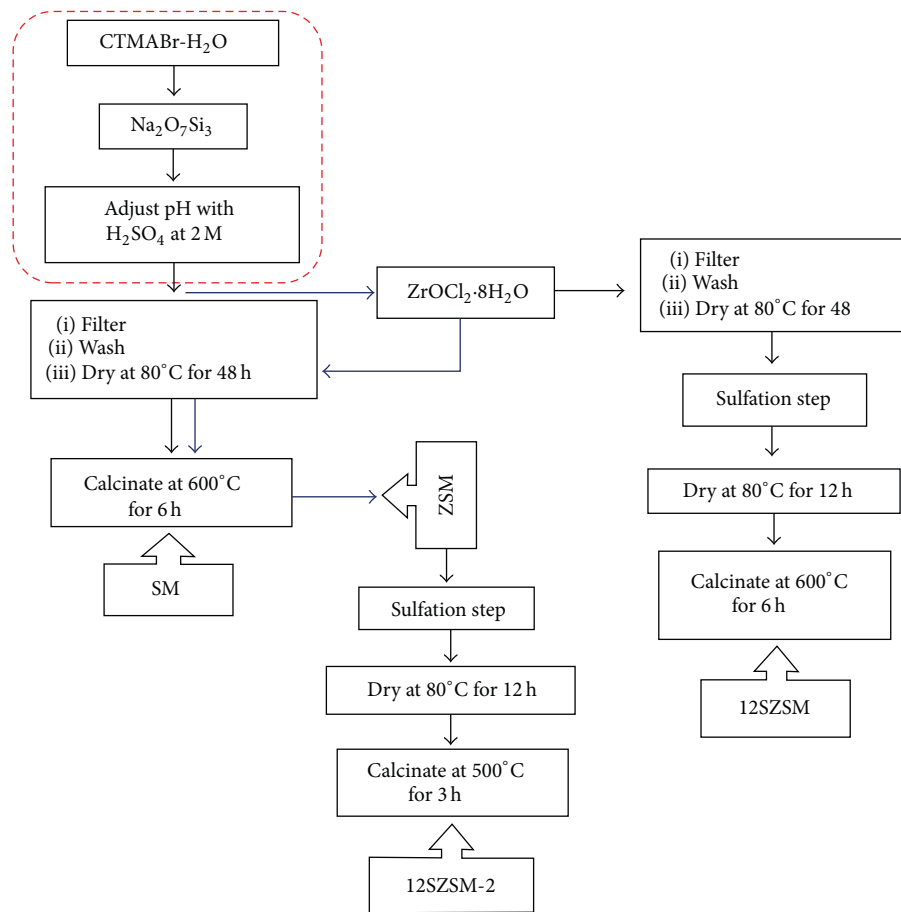 CTMABr-H₂O
Na₂O₇Si₃
Adjust pH with
H₂SO₄ at 2 M
(i) Filter
(ii) Wash
(iii) Dry at 80°C for 48 h
ZrOCl₂·8H₂O
(i) Filter
(ii) Wash
(iii) Dry at 80°C for 48
Sulfation step
Dry at 80°C for 12 h
Calcinate at 600°C
for 6 h
12SZSM
Calcinate at 600°C
for 6 h
SM
ZSM
Sulfation step
Dry at 80°C for 12 h
Calcinate at 500°C
for 3 h
12SZSM-2